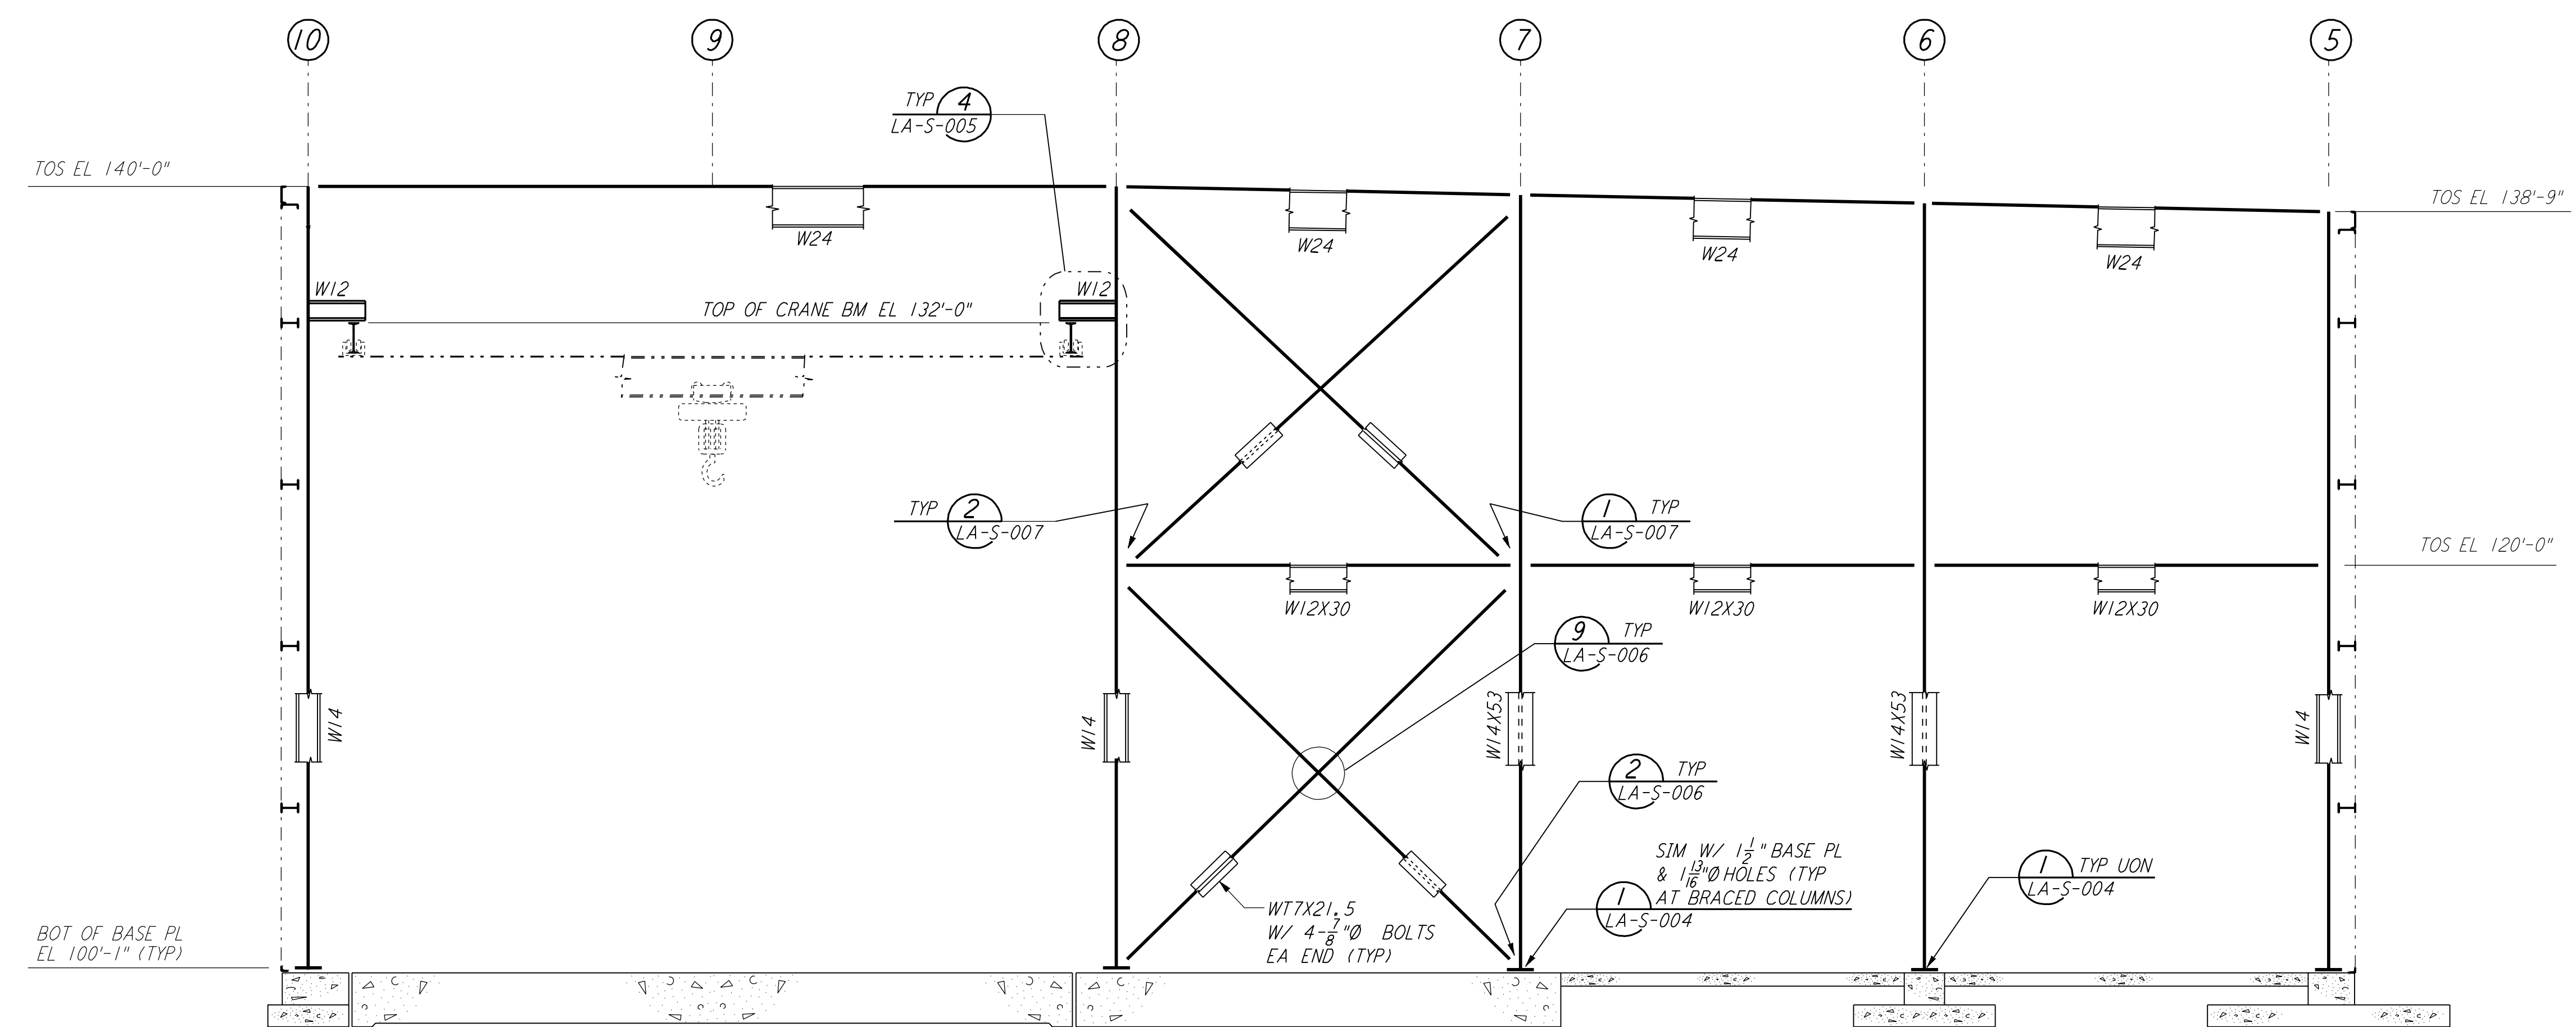 10
9
8
7
6
5
TYP 4
LA-S-005
TOS EL 140'-0"
TOS EL 138'-9"
W24
W24
W24
W24
W12
TOP OF CRANE BM EL 132'-0"
W12
TYP 2
LA-S-007
1 TYP
LA-S-007
TOS EL 120'-0"
W12X30
W12X30
W12X30
9 TYP
LA-S-006
W14
W14
W14X53
W14X53
W14
2 TYP
LA-S-006
SIM W/ 1 1/2" BASE PL
& 1 13/16"Ø HOLES (TYP
AT BRACED COLUMNS)
1
LA-S-004
1 TYP UON
LA-S-004
WT7X21.5
W/ 4-7/8"Ø BOLTS
EA END (TYP)
BOT OF BASE PL
EL 100'-1" (TYP)